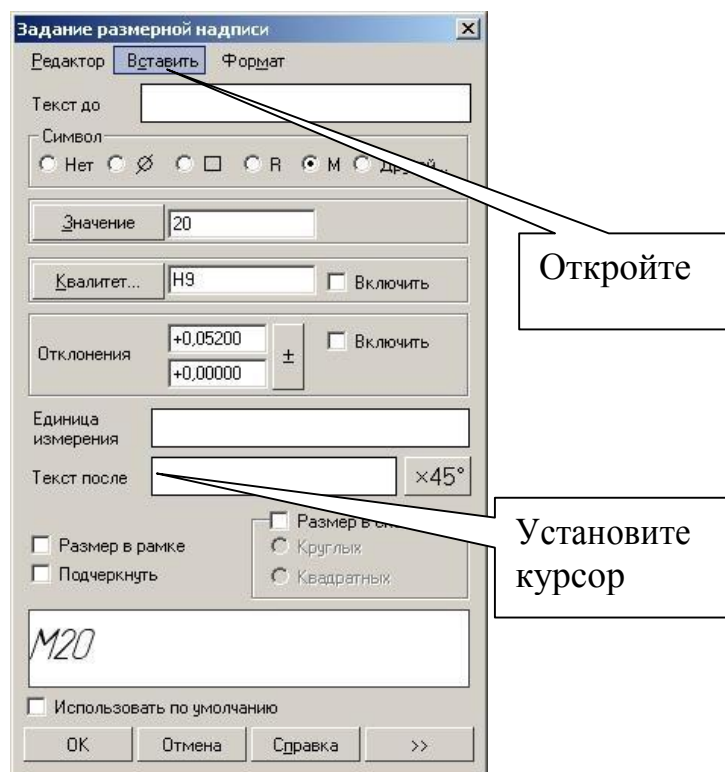 Задание размерной надписи
Редактор Вставить Формат
Текст до
Символ
Нет Ø □ R M
Значение 20
Квалитет... H9 Включить
Отклонения +0,05200 ± Включить
+0,00000
Единица
измерения
Текст после ×45°
Размер в
Размер в рамке Круглых
Подчеркнуть Квадратных
M20
Использовать по умолчанию
OK Отмена Справка >>
Откройте
Установите
курсор